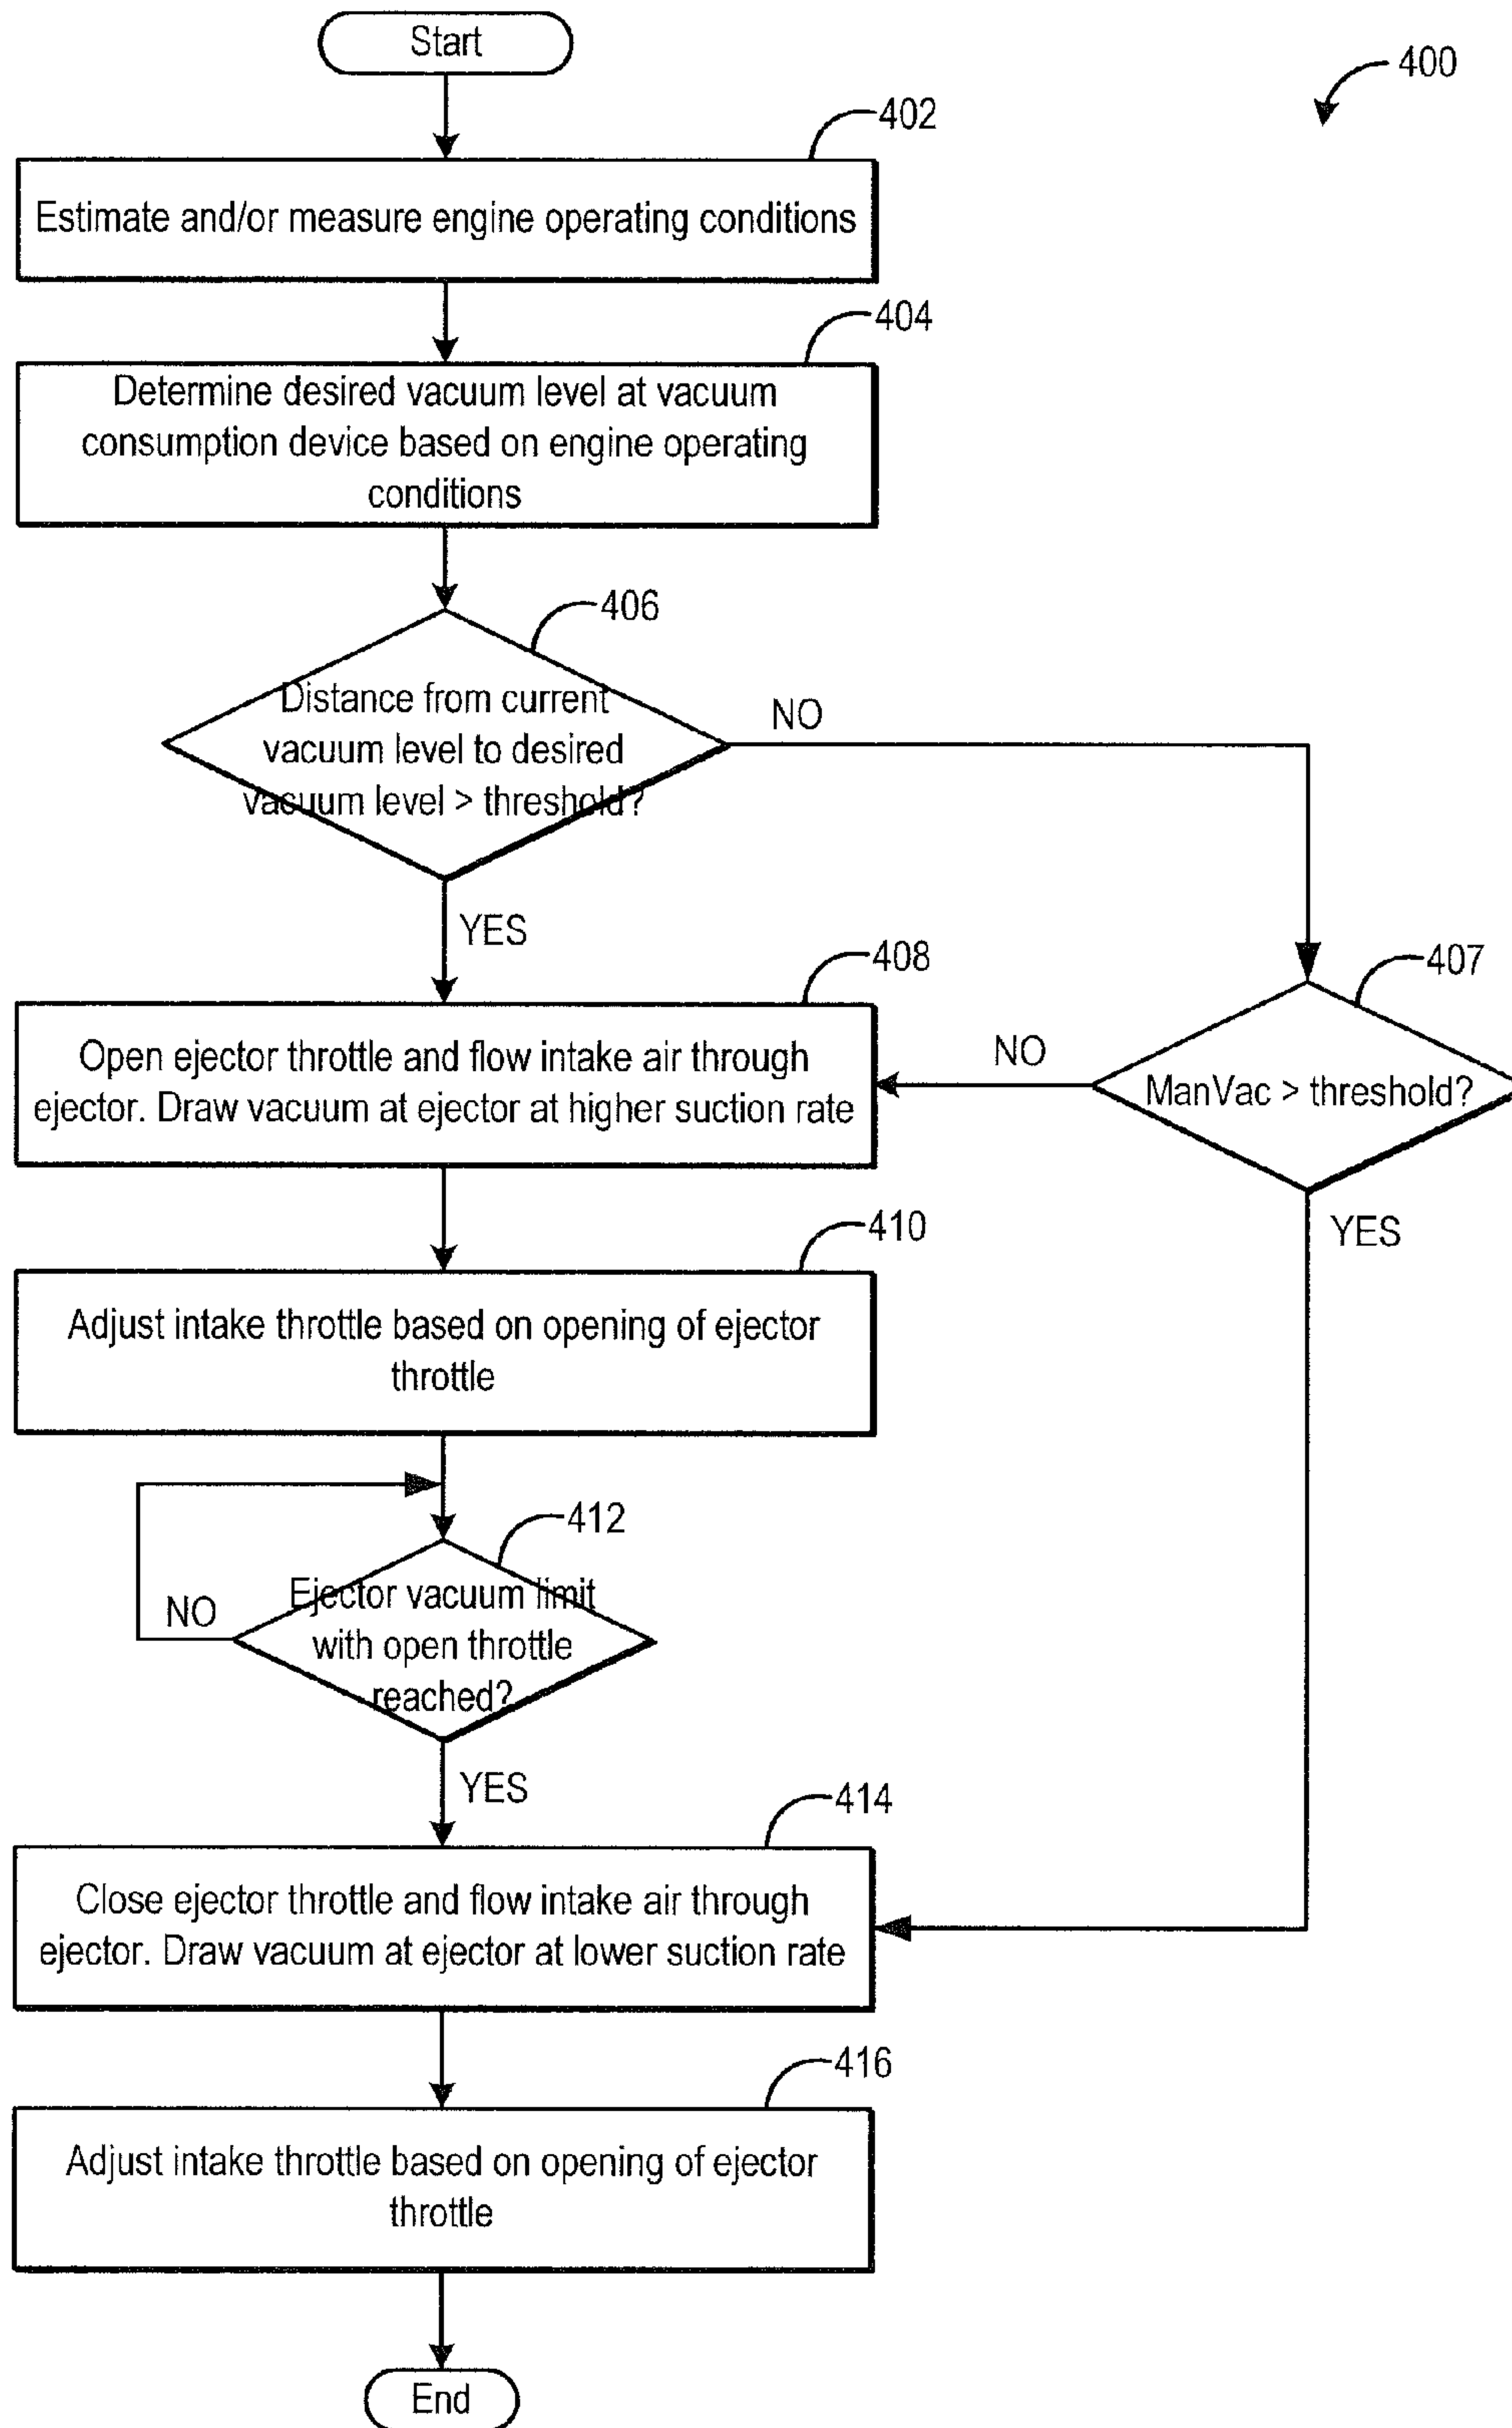 Start
400
402
Estimate and/or measure engine operating conditions
404
Determine desired vacuum level at vacuum
consumption device based on engine operating
conditions
406
Distance from current
vacuum level to desired
vacuum level > threshold?
NO
YES
408
407
Open ejector throttle and flow intake air through
ejector. Draw vacuum at ejector at higher suction rate
NO
ManVac > threshold?
YES
410
Adjust intake throttle based on opening of ejector
throttle
412
Ejector vacuum limit
with open throttle
reached?
NO
YES
414
Close ejector throttle and flow intake air through
ejector. Draw vacuum at ejector at lower suction rate
416
Adjust intake throttle based on opening of ejector
throttle
End